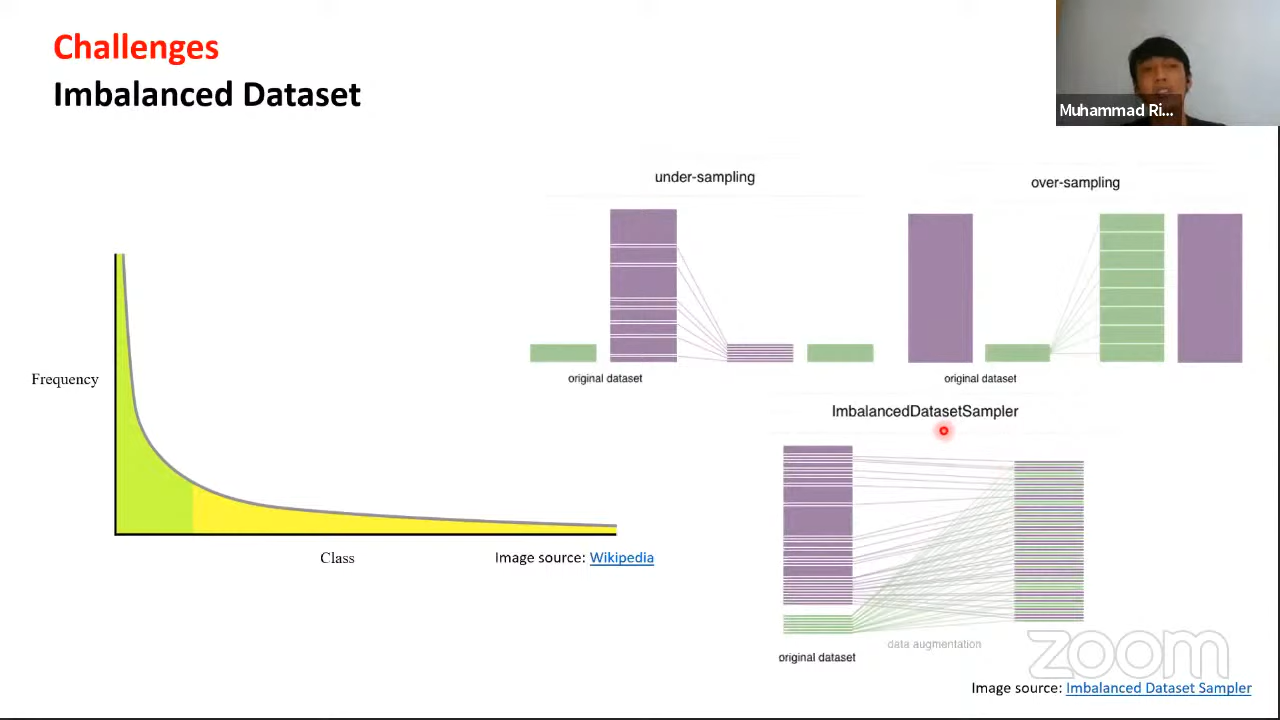 Challenges
Imbalanced Dataset
Muhammad Ri...
under-sampling
over-sampling
original dataset
original dataset
Frequency
Class
Image source: Wikipedia
ImbalancedDatasetSampler
data augmentation
original dataset
zoom
Image source: Imbalanced Dataset Sampler